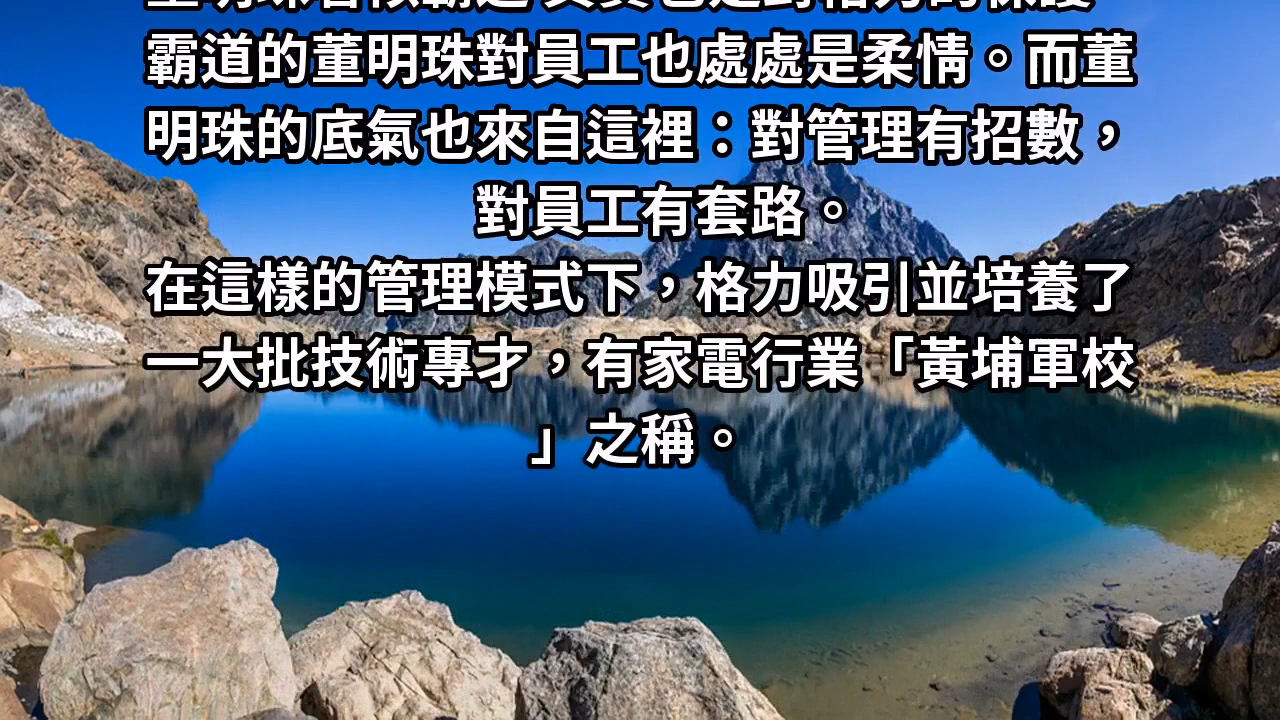 霸道的董明珠對員工也處處是柔情。而董
明珠的底氣也來自這裡：對管理有招數，
對員工有套路。
在這樣的管理模式下，格力吸引並培養了
一大批技術專才，有家電行業「黃埔軍校
」之稱。